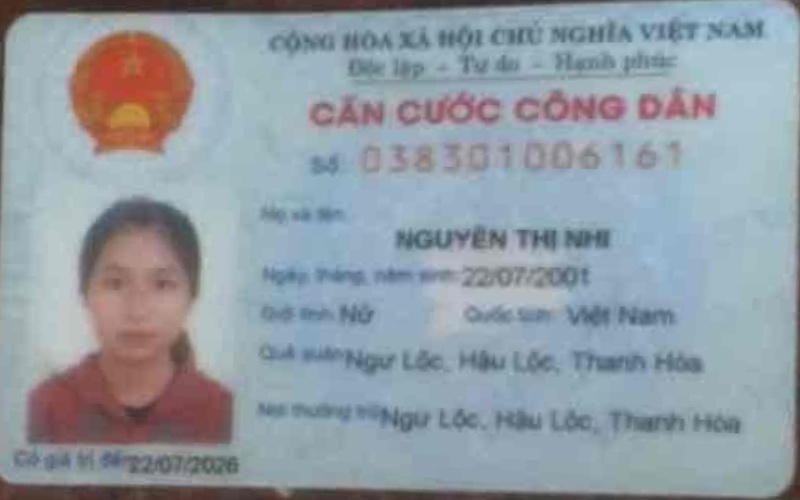 CỘNG HÒA XÃ HỘI CHỦ NGHĨA VIỆT NAM
Độc lập - Tự do - Hạnh phúc
CĂN CƯỚC CÔNG DÂN
Số: 038301006161
Họ và tên:
NGUYỄN THỊ NHI
Ngày, tháng, năm sinh: 22/07/2001
Giới tính: Nữ Quốc tịch: Việt Nam
Quê quán: Ngư Lộc, Hậu Lộc, Thanh Hóa
Nơi thường trú: Ngư Lộc, Hậu Lộc, Thanh Hóa
Có giá trị đến: 22/07/2026